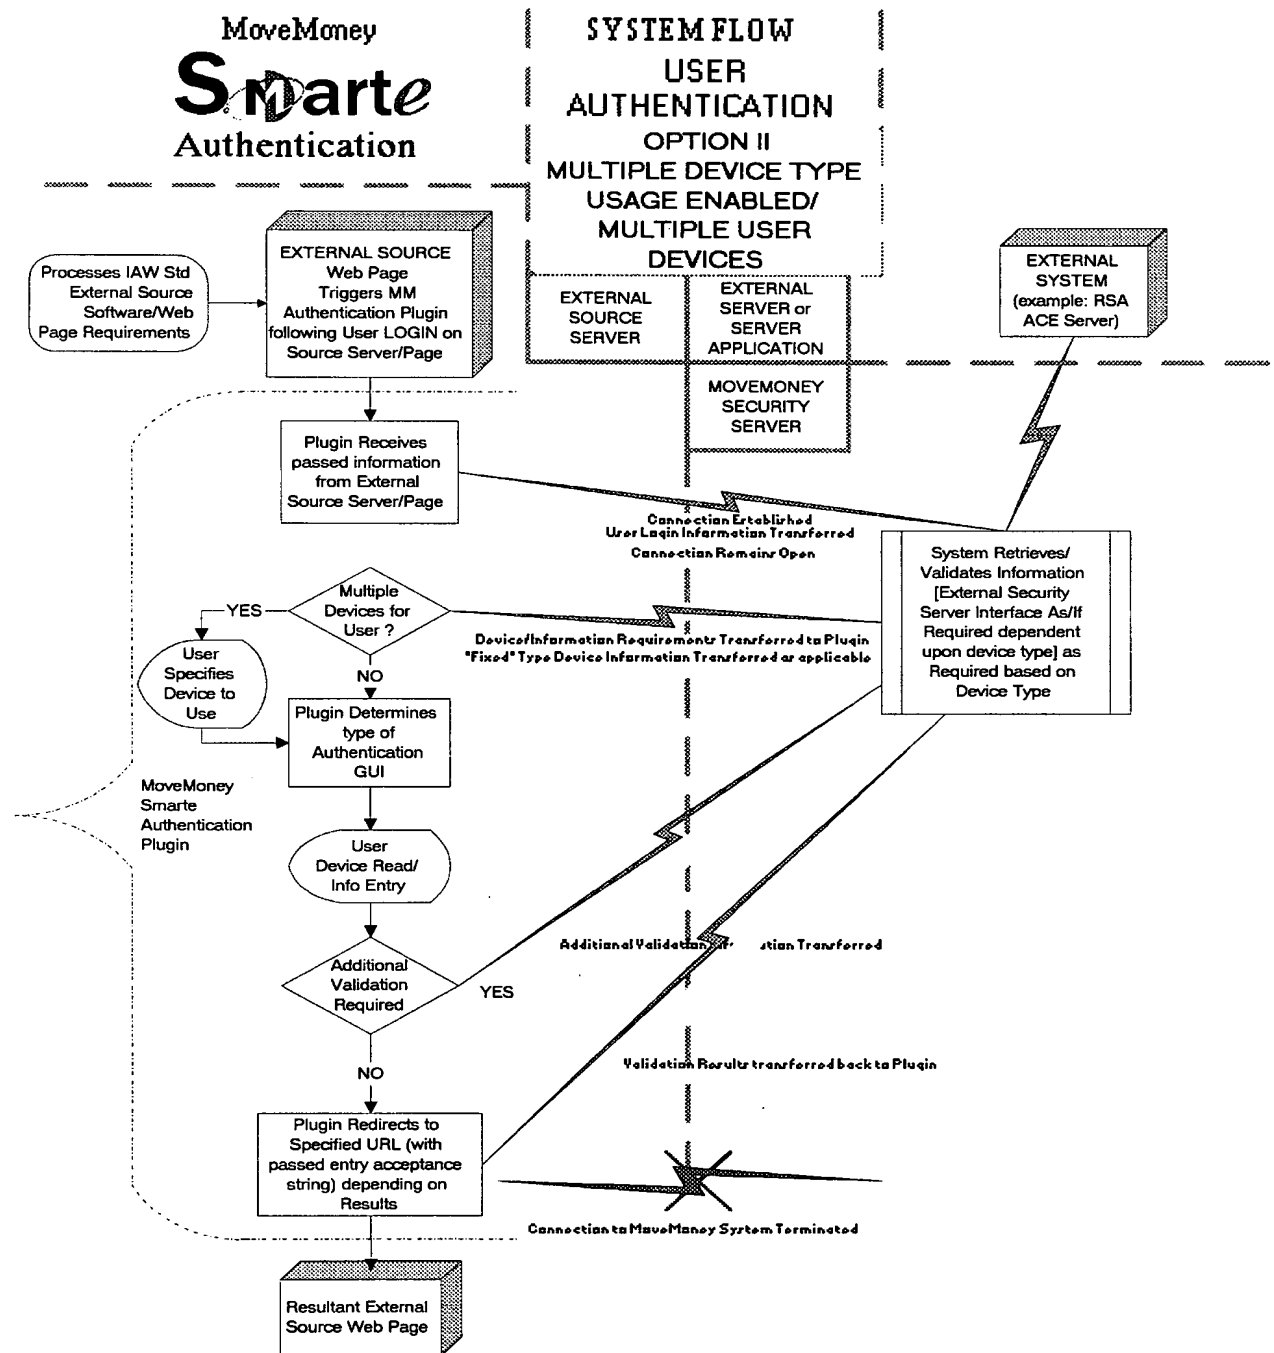 MoveMoney
Smarte
Authentication
SYSTEM FLOW
USER
AUTHENTICATION
OPTION II
MULTIPLE DEVICE TYPE
USAGE ENABLED/
MULTIPLE USER
DEVICES
EXTERNAL
SOURCE
SERVER
EXTERNAL
SERVER or
SERVER
APPLICATION
MOVEMONEY
SECURITY
SERVER
Processes IAW Std
External Source
Software/Web
Page Requirements
EXTERNAL SOURCE
Web Page
Triggers MM
Authentication Plugin
following User LOGIN on
Source Server/Page
EXTERNAL
SYSTEM
(example: RSA
ACE Server)
Plugin Receives
passed information
from External
Source Server/Page
Connection Established
User Login Information Transferred
Connection Remains Open
System Retrieves/
Validates Information
[External Security
Server Interface As/If
Required dependent
upon device type] as
Required based on
Device Type
Multiple
Devices for
User ?
YES
NO
Device/Information Requirements Transferred to Plugin
"Fixed" Type Device Information Transferred as applicable
User
Specifies
Device to
Use
Plugin Determines
type of
Authentication
GUI
MoveMoney
Smarte
Authentication
Plugin
User
Device Read/
Info Entry
Additional Validation Transferred
Additional
Validation
Required
YES
NO
Validation Results transferred back to Plugin
Plugin Redirects to
Specified URL (with
passed entry acceptance
string) depending on
Results
Connection to MoveMoney System Terminated
Resultant External
Source Web Page